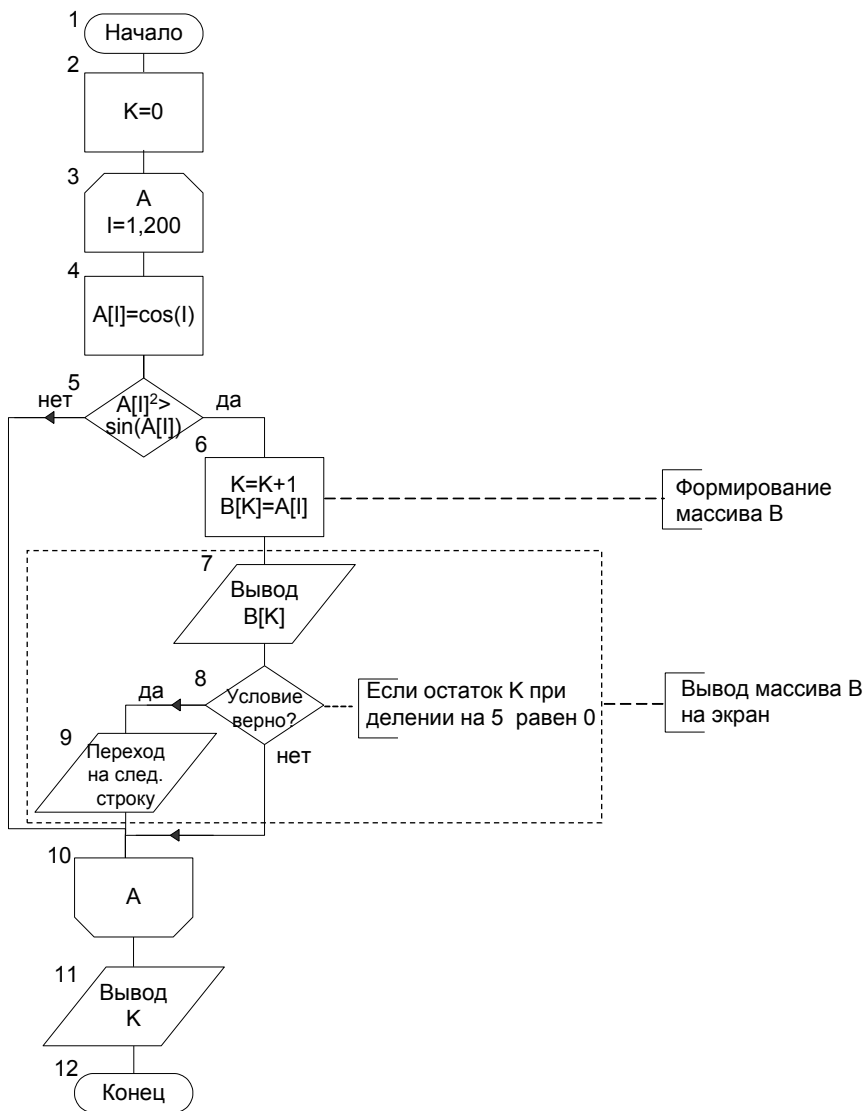 1
Начало
2
K=0
3
A
I=1,200
4
A[I]=cos(I)
5
нет
A[I]²>
sin(A[I])
да
6
K=K+1
B[K]=A[I]
Формирование
массива B
7
Вывод
B[K]
8
да
Условие
верно?
нет
Если остаток K при
делении на 5 равен 0
Вывод массива B
на экран
9
Переход
на след.
строку
10
A
11
Вывод
K
12
Конец